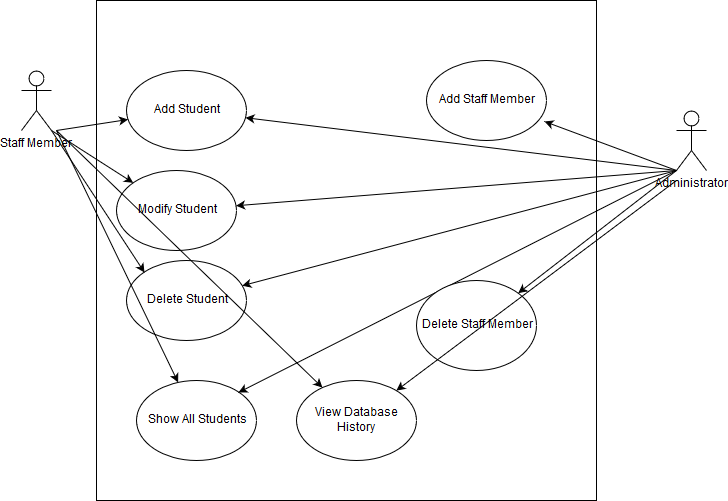 Add Staff Member
Add Student
Staff Member
Administrator
Modify Student
Delete Student
Delete Staff Member
Show All Students
View Database
History